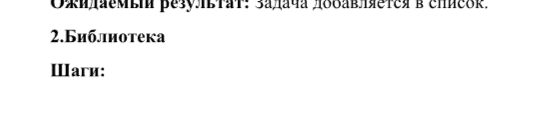 Ожидаемый результат: Задача добавляется в список.
2.Библиотека
Шаги: